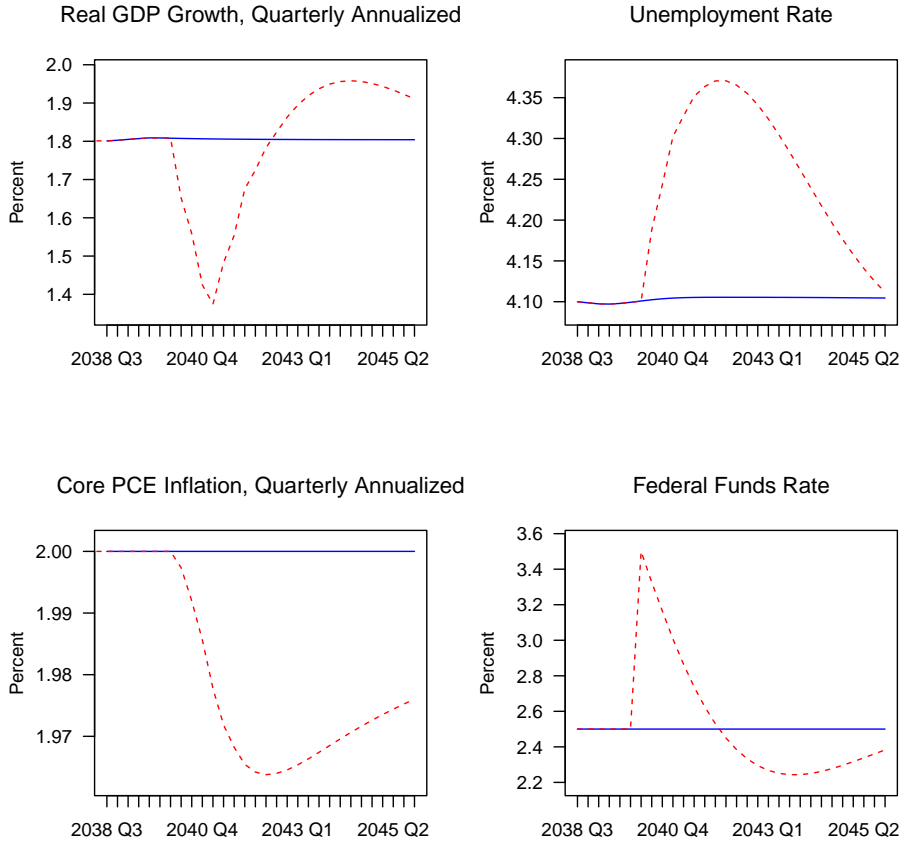 Real GDP Growth, Quarterly Annualized
Percent
2.0
1.9
1.8
1.7
1.6
1.5
1.4
2038 Q3 2040 Q4 2043 Q1 2045 Q2
Unemployment Rate
Percent
4.35
4.30
4.25
4.20
4.15
4.10
2038 Q3 2040 Q4 2043 Q1 2045 Q2
Core PCE Inflation, Quarterly Annualized
Percent
2.00
1.99
1.98
1.97
2038 Q3 2040 Q4 2043 Q1 2045 Q2
Federal Funds Rate
Percent
3.6
3.4
3.2
3.0
2.8
2.6
2.4
2.2
2038 Q3 2040 Q4 2043 Q1 2045 Q2